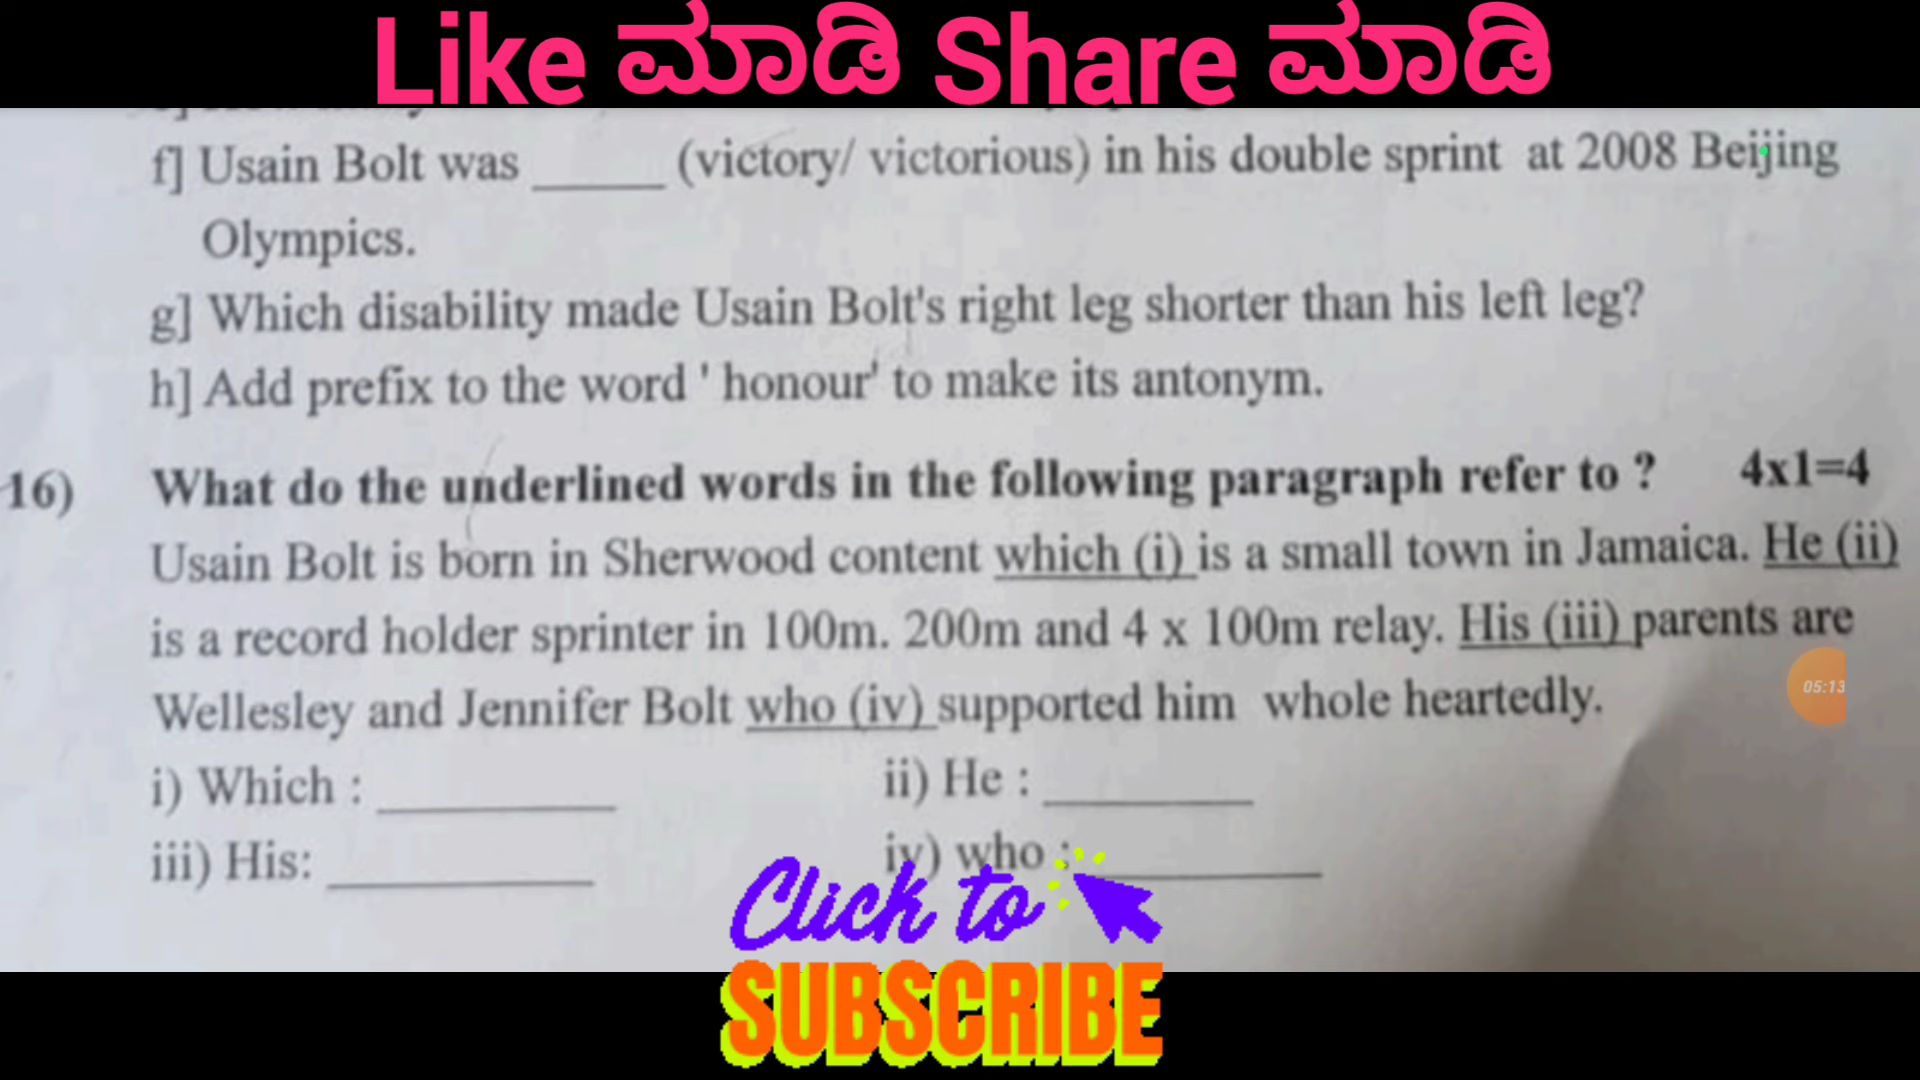 Like ಮಾಡಿ Share ಮಾಡಿ
f] Usain Bolt was _____ (victory/ victorious) in his double sprint at 2008 Beijing
Olympics.
g] Which disability made Usain Bolt's right leg shorter than his left leg?
h] Add prefix to the word ' honour' to make its antonym.
16) What do the underlined words in the following paragraph refer to ? 4x1=4
Usain Bolt is born in Sherwood content which (i) is a small town in Jamaica. He (ii)
is a record holder sprinter in 100m. 200m and 4 x 100m relay. His (iii) parents are
Wellesley and Jennifer Bolt who (iv) supported him whole heartedly.
05:13
i) Which : _________ ii) He : ________
iii) His: __________ iv) who : _________
Click to
SUBSCRIBE